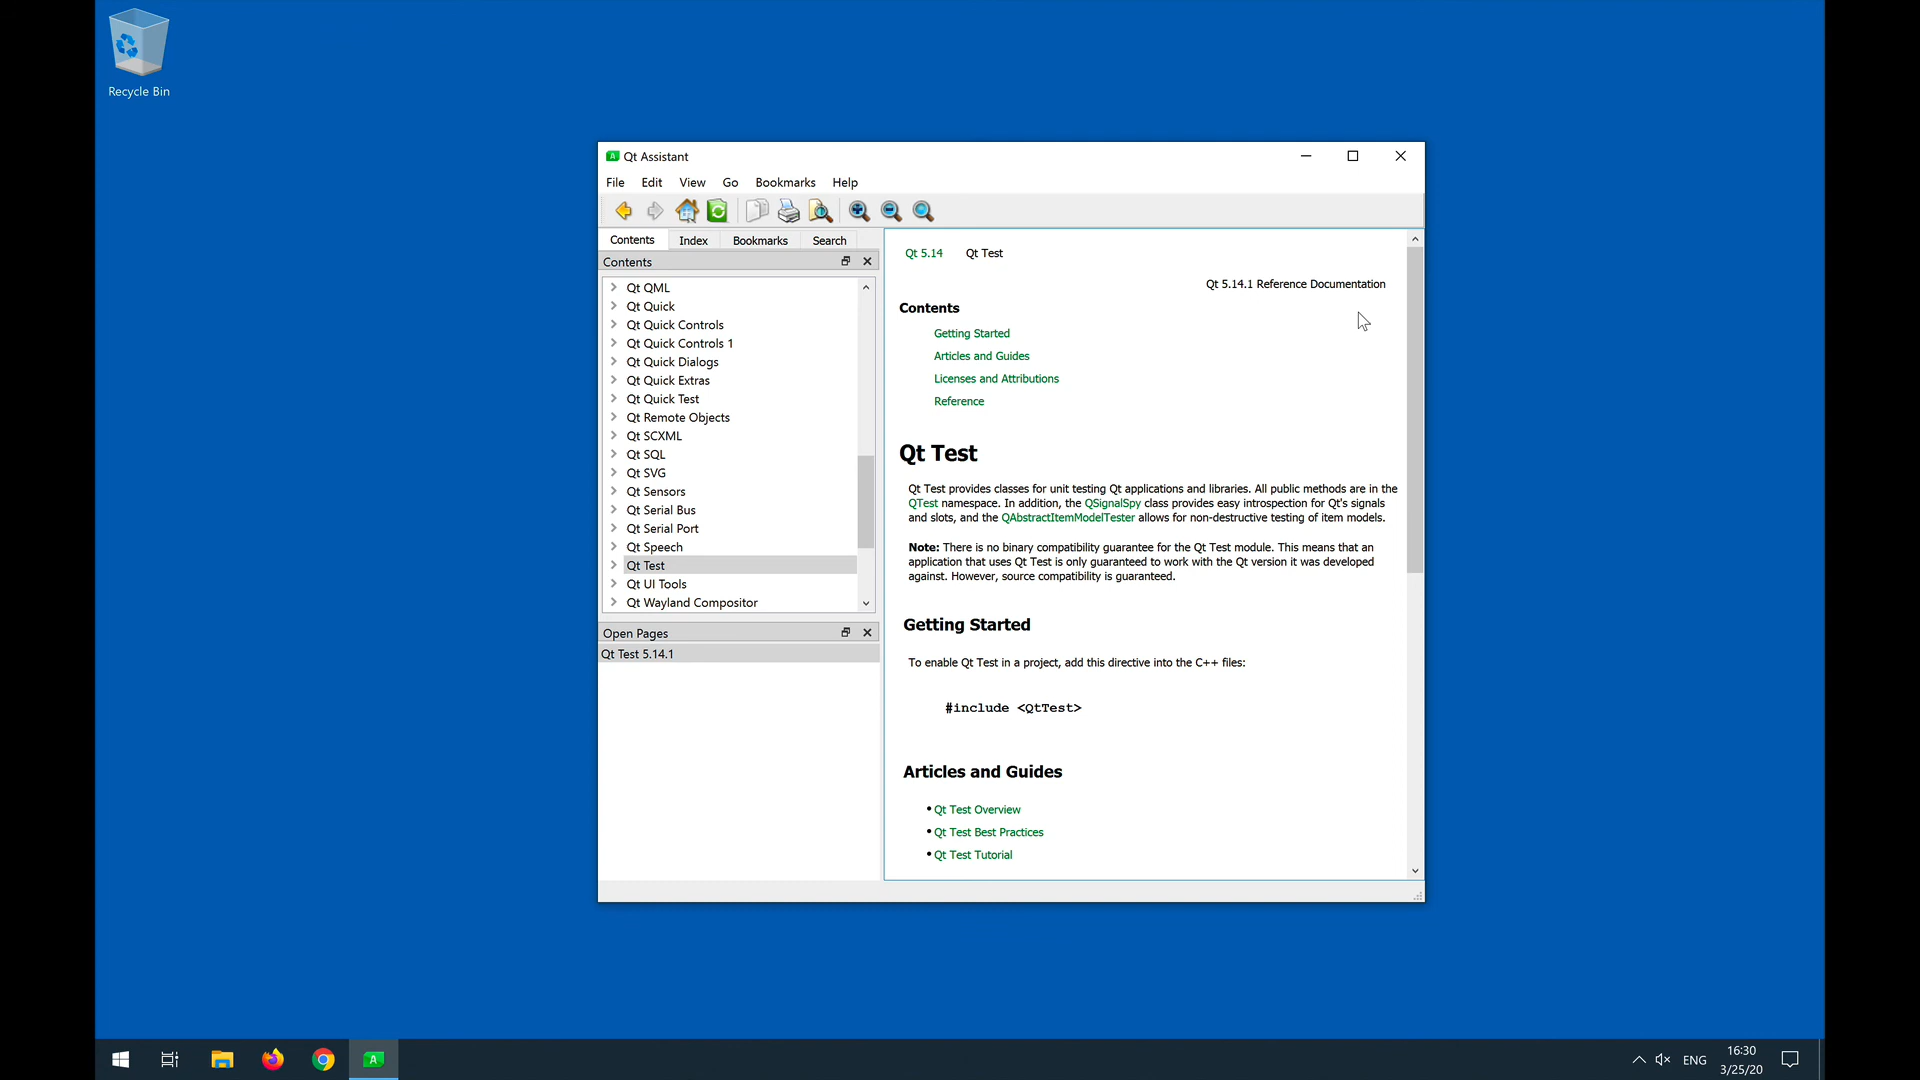 Recycle Bin
Qt Assistant
File Edit View Go Bookmarks Help
Contents Index Bookmarks Search
Contents
Qt QML
Qt Quick
Qt Quick Controls
Qt Quick Controls 1
Qt Quick Dialogs
Qt Quick Extras
Qt Quick Test
Qt Remote Objects
Qt SCXML
Qt SQL
Qt SVG
Qt Sensors
Qt Serial Bus
Qt Serial Port
Qt Speech
Qt Test
Qt UI Tools
Qt Wayland Compositor
Open Pages
Qt Test 5.14.1
Qt 5.14 Qt Test
Qt 5.14.1 Reference Documentation
Contents
Getting Started
Articles and Guides
Licenses and Attributions
Reference
Qt Test
Qt Test provides classes for unit testing Qt applications and libraries. All public methods are in the
QTest namespace. In addition, the QSignalSpy class provides easy introspection for Qt's signals
and slots, and the QAbstractItemModelTester allows for non-destructive testing of item models.
Note: There is no binary compatibility guarantee for the Qt Test module. This means that an
application that uses Qt Test is only guaranteed to work with the Qt version it was developed
against. However, source compatibility is guaranteed.
Getting Started
To enable Qt Test in a project, add this directive into the C++ files:
#include <QtTest>
Articles and Guides
• Qt Test Overview
• Qt Test Best Practices
• Qt Test Tutorial
A
ENG
16:30
3/25/20